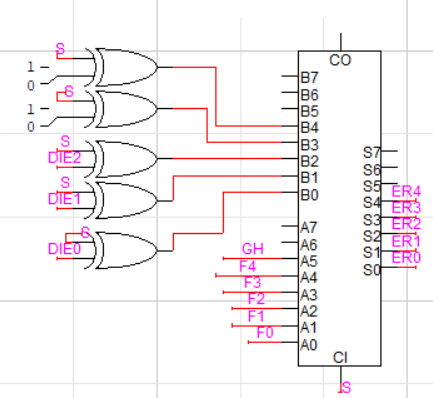 S
1
0
S
1
0
S
DIE2
S
DIE1
S
DIE0
CO
B7
B6
B5
B4
B3
B2
B1
B0
A7
A6
A5
A4
A3
A2
A1
A0
CI
S
GH
F4
F3
F2
F1
F0
S7
S6
S5
S4
S3
S2
S1
S0
ER4
ER3
ER2
ER1
ER0